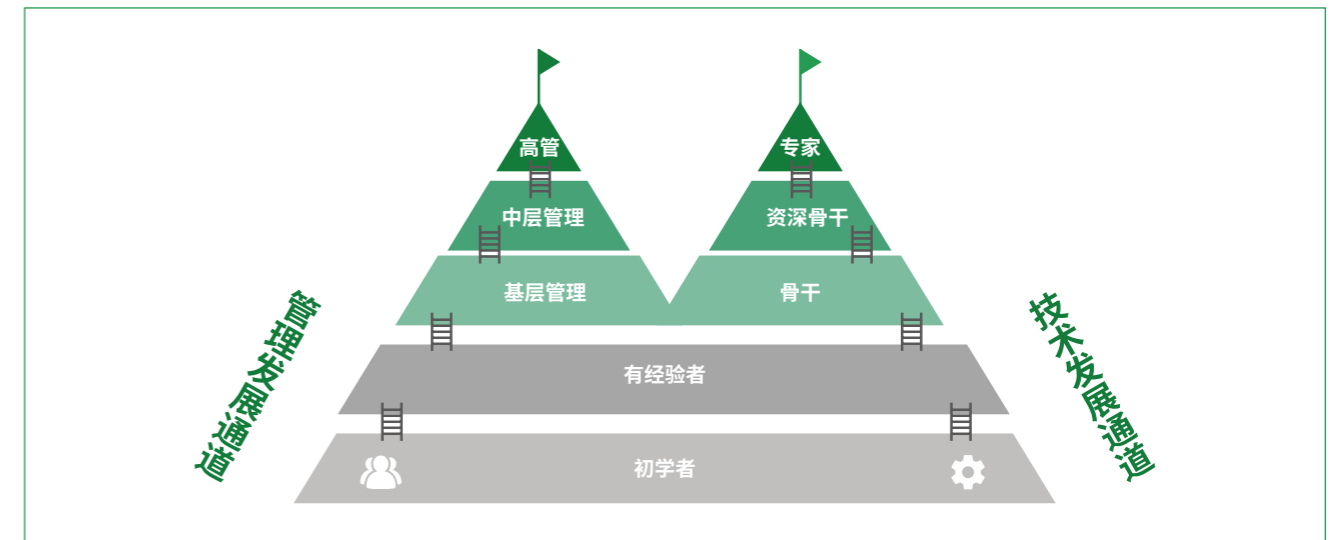 高管
专家
中层管理
资深骨干
基层管理
骨干
管理发展通道
技术发展通道
有经验者
初学者